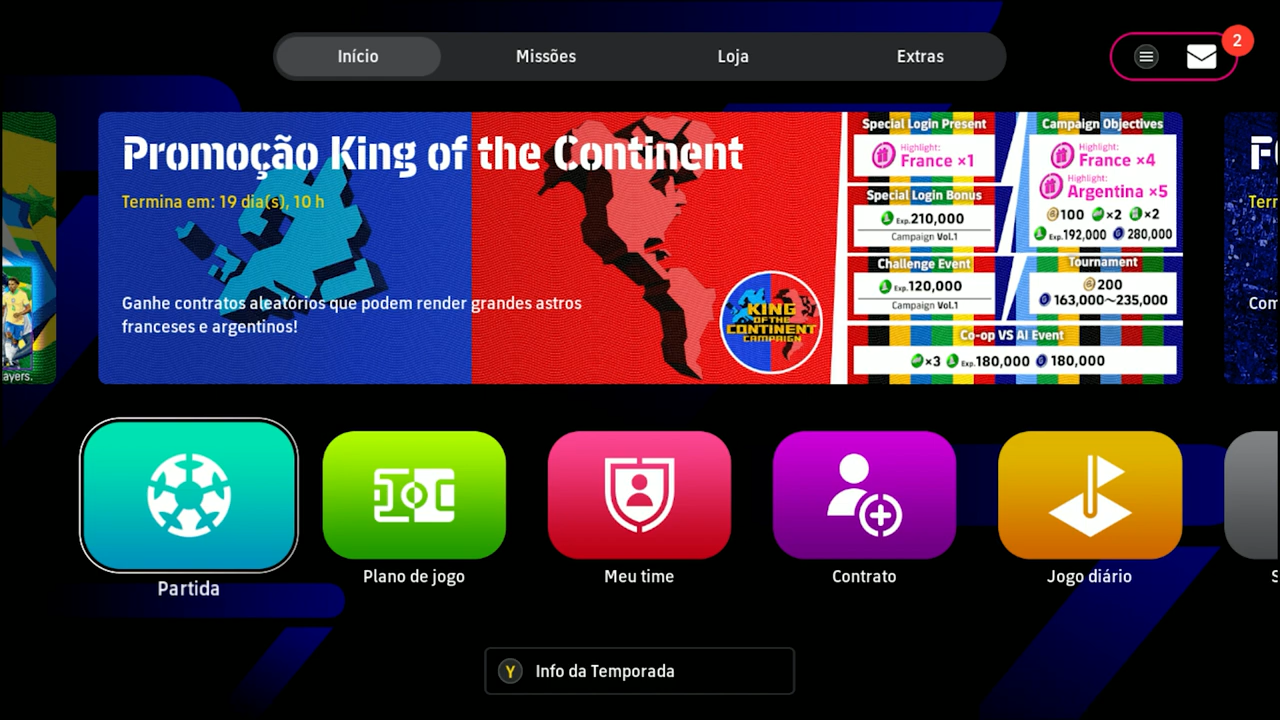 Início
Missões
Loja
Extras
2
Promoção King of the Continent
Termina em: 19 dia(s), 10 h
Ganhe contratos aleatórios que podem render grandes astros
franceses e argentinos!
KING
OF THE
CONTINENT
CAMPAIGN
Special Login Present
Highlight:
France ×1
Special Login Bonus
Exp.210,000
Campaign Vol.1
Challenge Event
Exp.120,000
Campaign Vol.1
Campaign Objectives
Highlight:
France ×4
Highlight:
Argentina ×5
100 ×2 ×2
Exp.192,000 280,000
Tournament
200
163,000~235,000
Co-op VS AI Event
×3 Exp.180,000 180,000
ayers.
Partida
Plano de jogo
Meu time
Contrato
Jogo diário
Y Info da Temporada